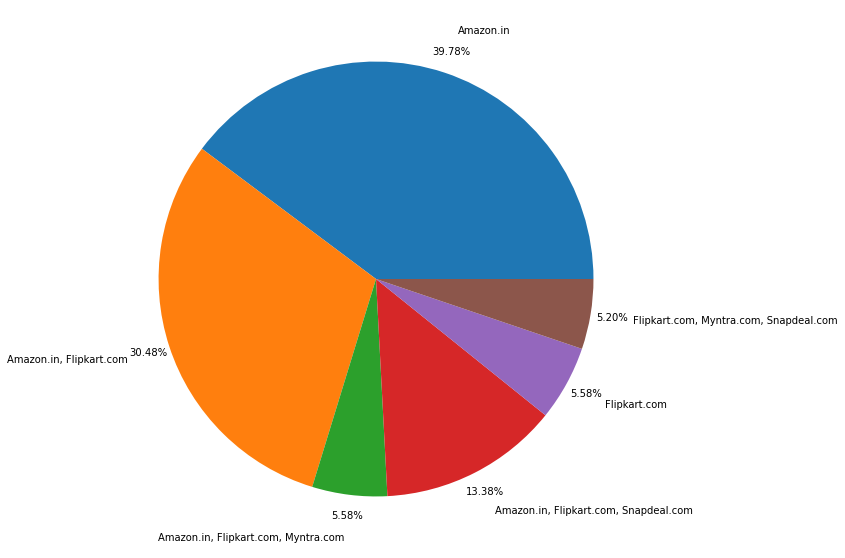 Amazon.in
39.78%
Amazon.in, Flipkart.com
30.48%
5.20%
Flipkart.com, Myntra.com, Snapdeal.com
5.58%
Flipkart.com
13.38%
Amazon.in, Flipkart.com, Snapdeal.com
5.58%
Amazon.in, Flipkart.com, Myntra.com